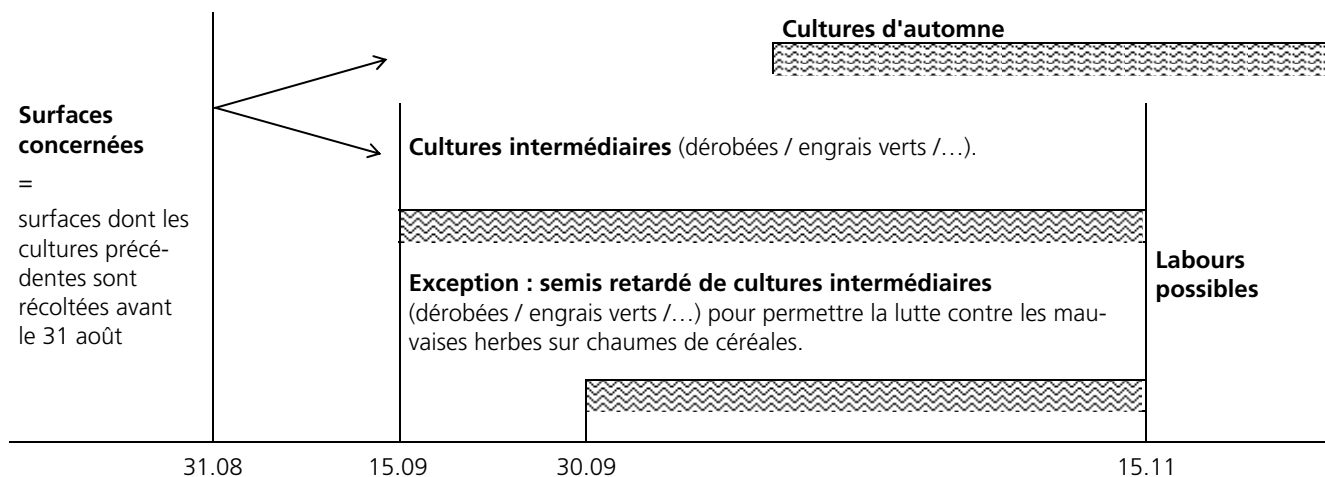 Cultures d'automne
Surfaces
concernées
=
surfaces dont les
cultures précé-
dentes sont
récoltées avant
le 31 août
Cultures intermédiaires (dérobées / engrais verts /…).
Exception : semis retardé de cultures intermédiaires
(dérobées / engrais verts /…) pour permettre la lutte contre les mau-
vaises herbes sur chaumes de céréales.
Labours
possibles
31.08
15.09
30.09
15.11